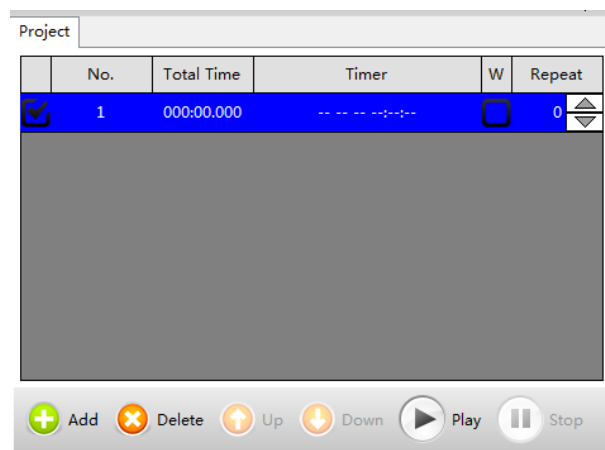 Project
No. Total Time Timer W Repeat
1 000:00.000 -- -- -- --:--:-- 0
Add Delete Up Down Play Stop